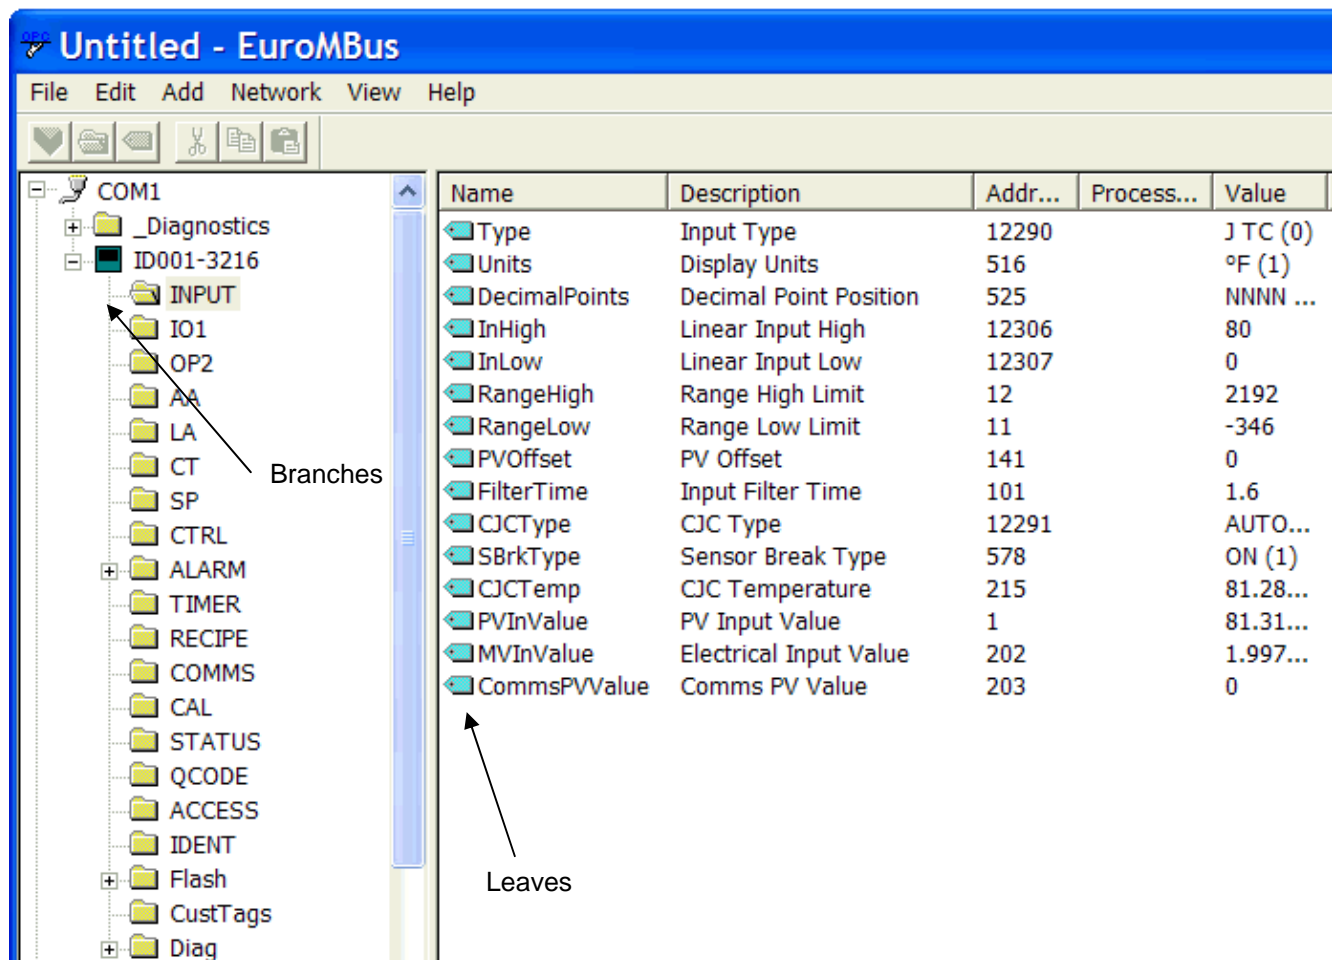 OPC
Untitled - EuroMBus
File Edit Add Network View Help
COM1
_Diagnostics
ID001-3216
INPUT
IO1
OP2
AA
LA
CT
SP
CTRL
ALARM
TIMER
RECIPE
COMMS
CAL
STATUS
QCODE
ACCESS
IDENT
Flash
CustTags
Diag
Branches
Name Description Addr... Process... Value
Type Input Type 12290 J TC (0)
Units Display Units 516 °F (1)
DecimalPoints Decimal Point Position 525 NNNN ...
InHigh Linear Input High 12306 80
InLow Linear Input Low 12307 0
RangeHigh Range High Limit 12 2192
RangeLow Range Low Limit 11 -346
PVOffset PV Offset 141 0
FilterTime Input Filter Time 101 1.6
CJCType CJC Type 12291 AUTO...
SBrkType Sensor Break Type 578 ON (1)
CJCTemp CJC Temperature 215 81.28...
PVInValue PV Input Value 1 81.31...
MVInValue Electrical Input Value 202 1.997...
CommsPVValue Comms PV Value 203 0
Leaves